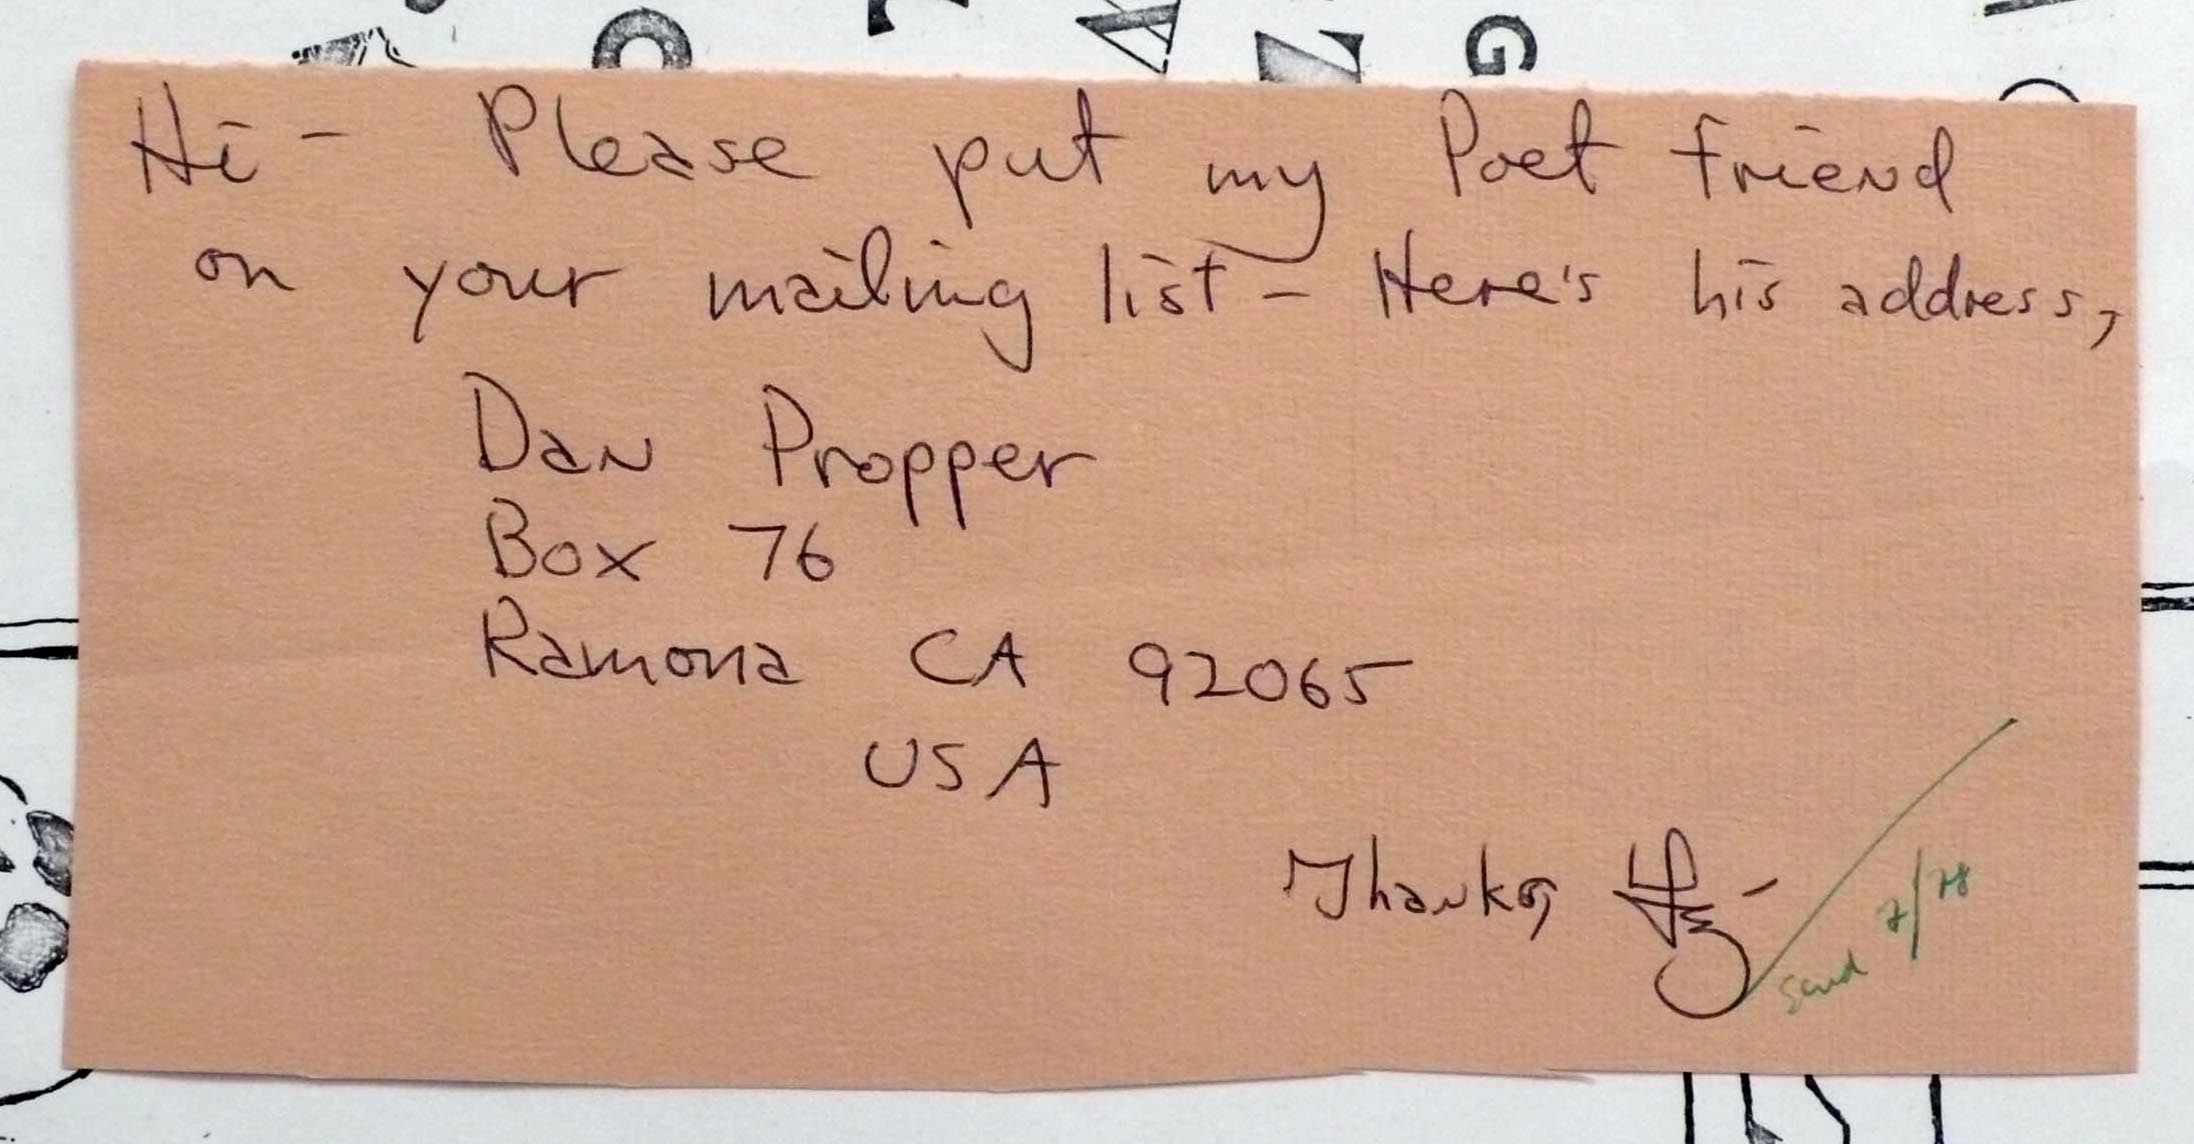 Hi - Please put my Poet friend
on your mailing list - Here's his address,
Dan Propper
Box 76
Ramona CA 92065
USA
Thanks,
send 7/78
G